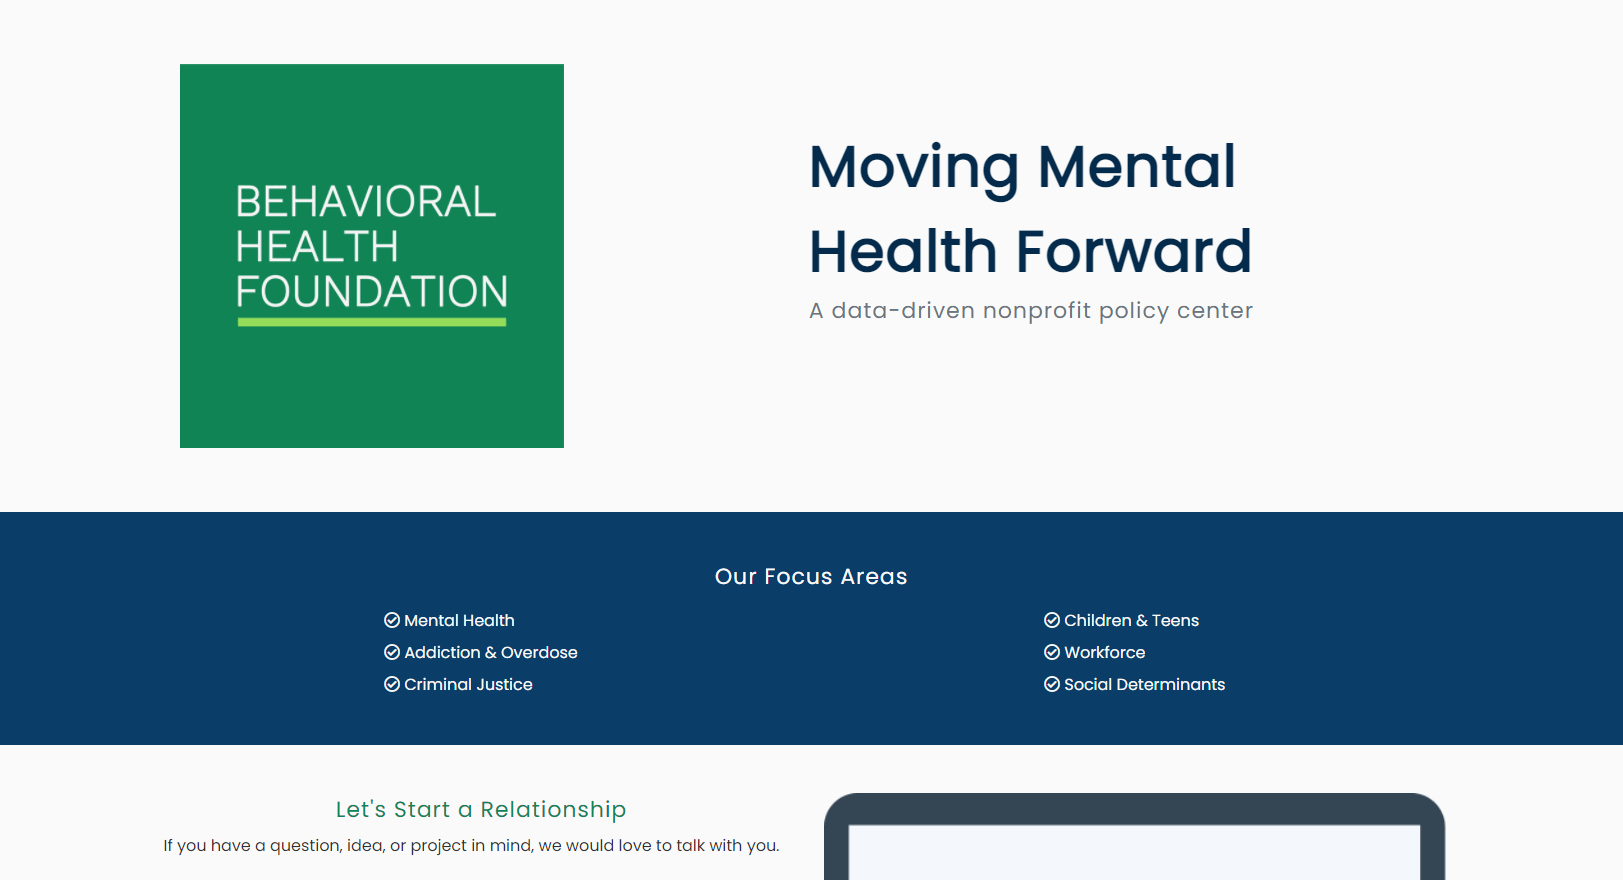 BEHAVIORAL
HEALTH
FOUNDATION
Moving Mental
Health Forward
A data-driven nonprofit policy center
Our Focus Areas
Mental Health
Addiction & Overdose
Criminal Justice
Children & Teens
Workforce
Social Determinants
Let's Start a Relationship
If you have a question, idea, or project in mind, we would love to talk with you.